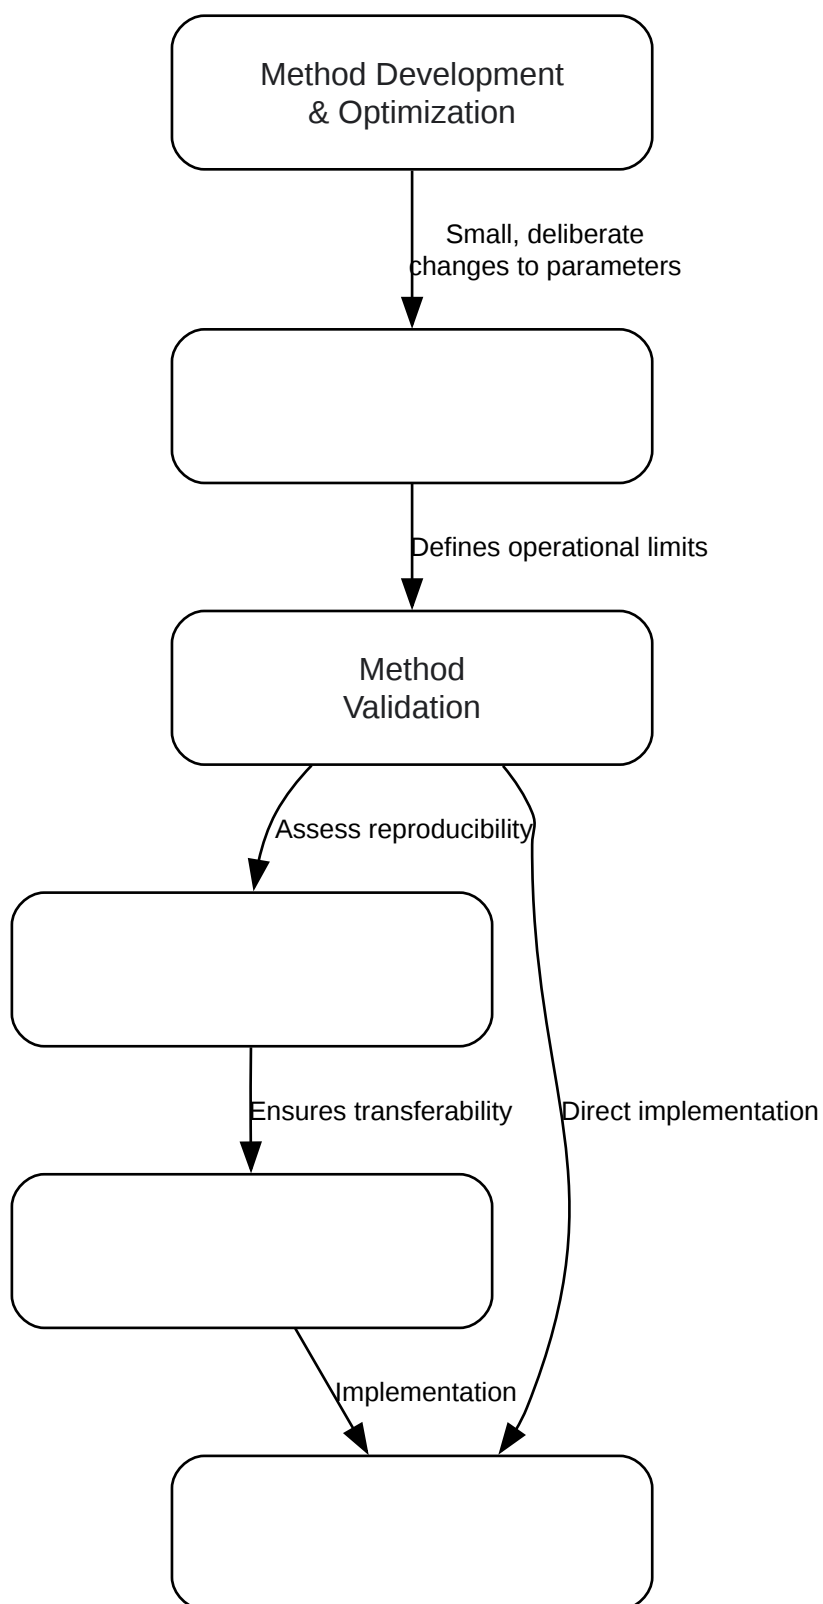 Method Development
& Optimization
Small, deliberate
changes to parameters
Defines operational limits
Method
Validation
Assess reproducibility
Ensures transferability
Direct implementation
Implementation